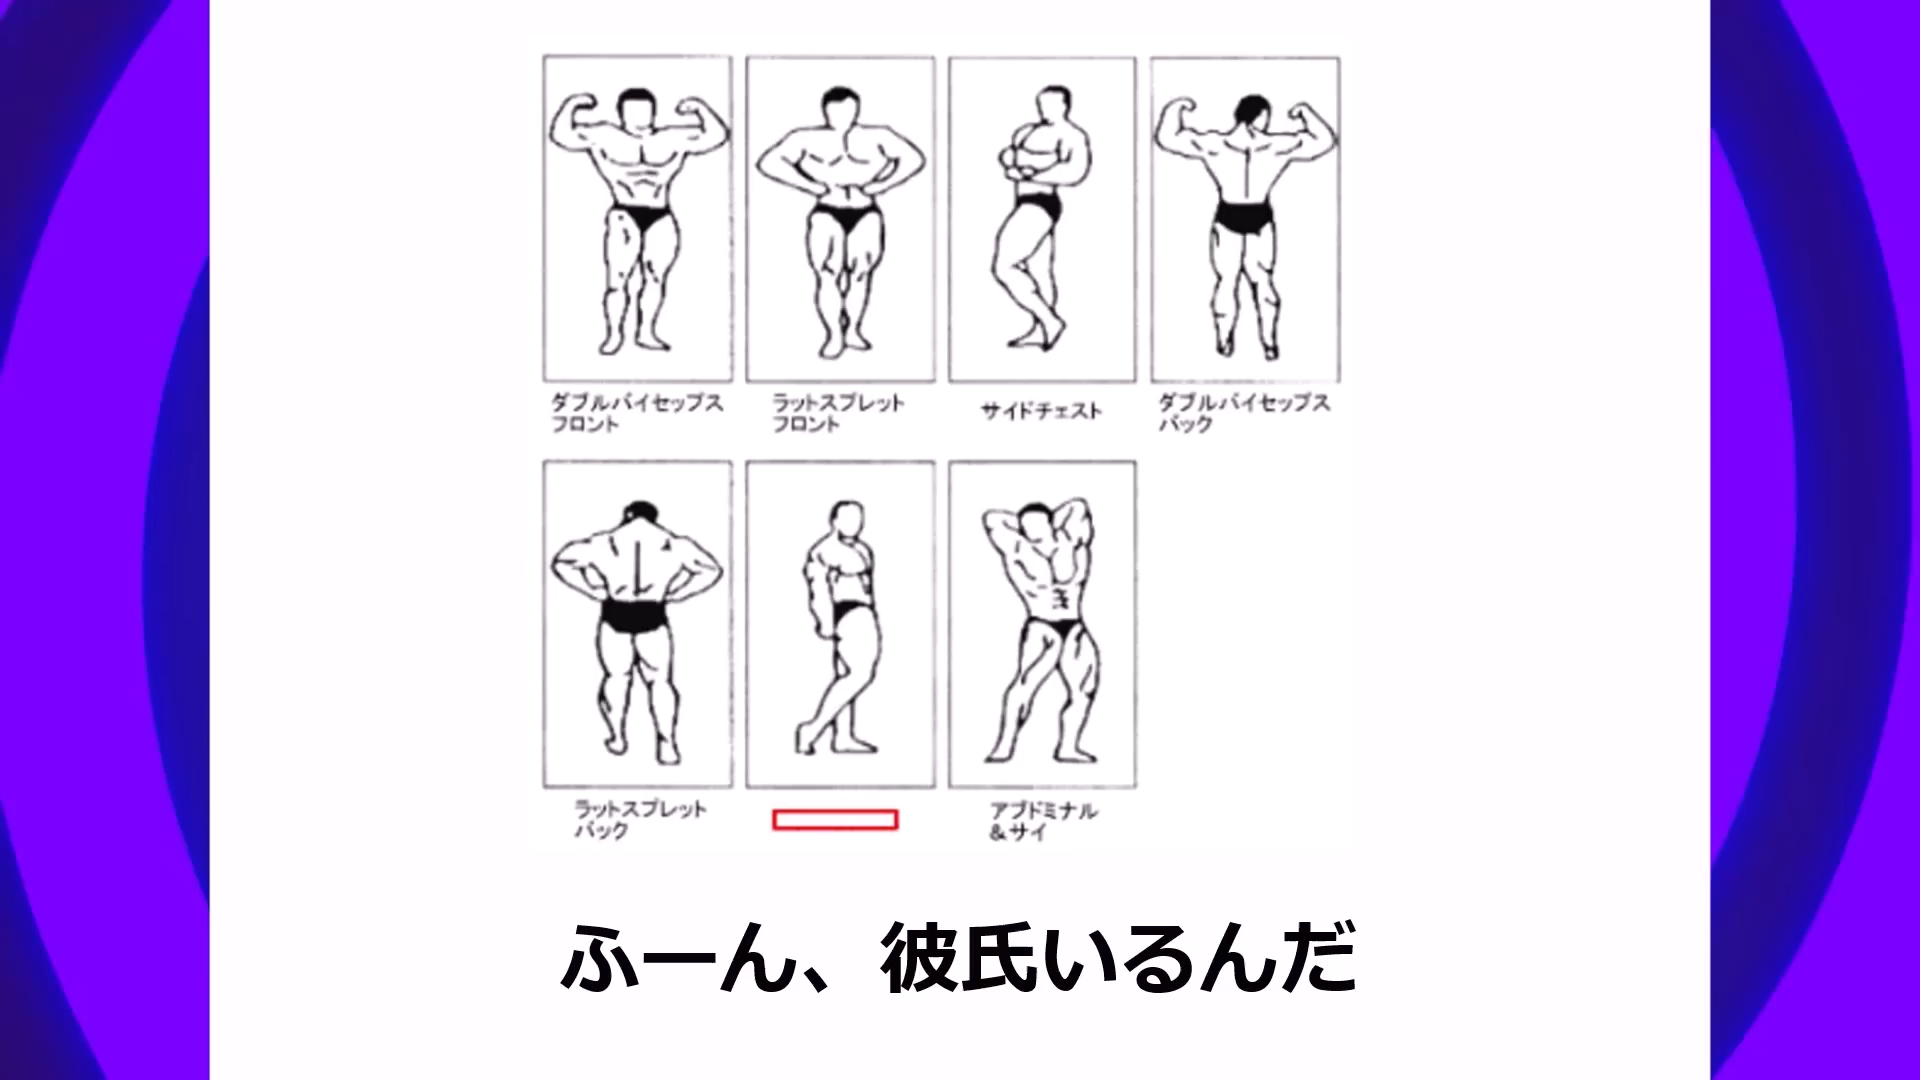 ダブルバイセップス
フロント
ラットスプレット
フロント
サイドチェスト
ダブルバイセップス
バック
ラットスプレット
バック
アブドミナル
&サイ
ふーん、彼氏いるんだ